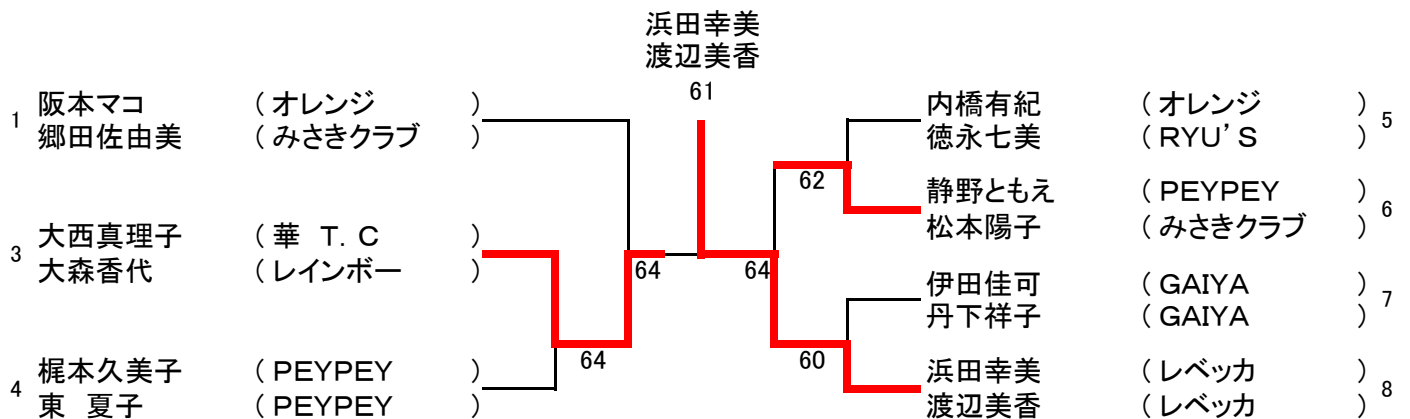 浜田幸美
渡辺美香
61
1 阪本マコ ( オレンジ )
郷田佐由美 ( みさきクラブ )
3 大西真理子 ( 華 T. C )
大森香代 ( レインボー )
4 梶本久美子 ( PEYPEY )
東 夏子 ( PEYPEY )
64
64
内橋有紀 ( オレンジ ) 5
徳永七美 ( RYU'S )
62
静野ともえ ( PEYPEY ) 6
松本陽子 ( みさきクラブ )
64
伊田佳可 ( GAIYA ) 7
丹下祥子 ( GAIYA )
60
浜田幸美 ( レベッカ ) 8
渡辺美香 ( レベッカ )